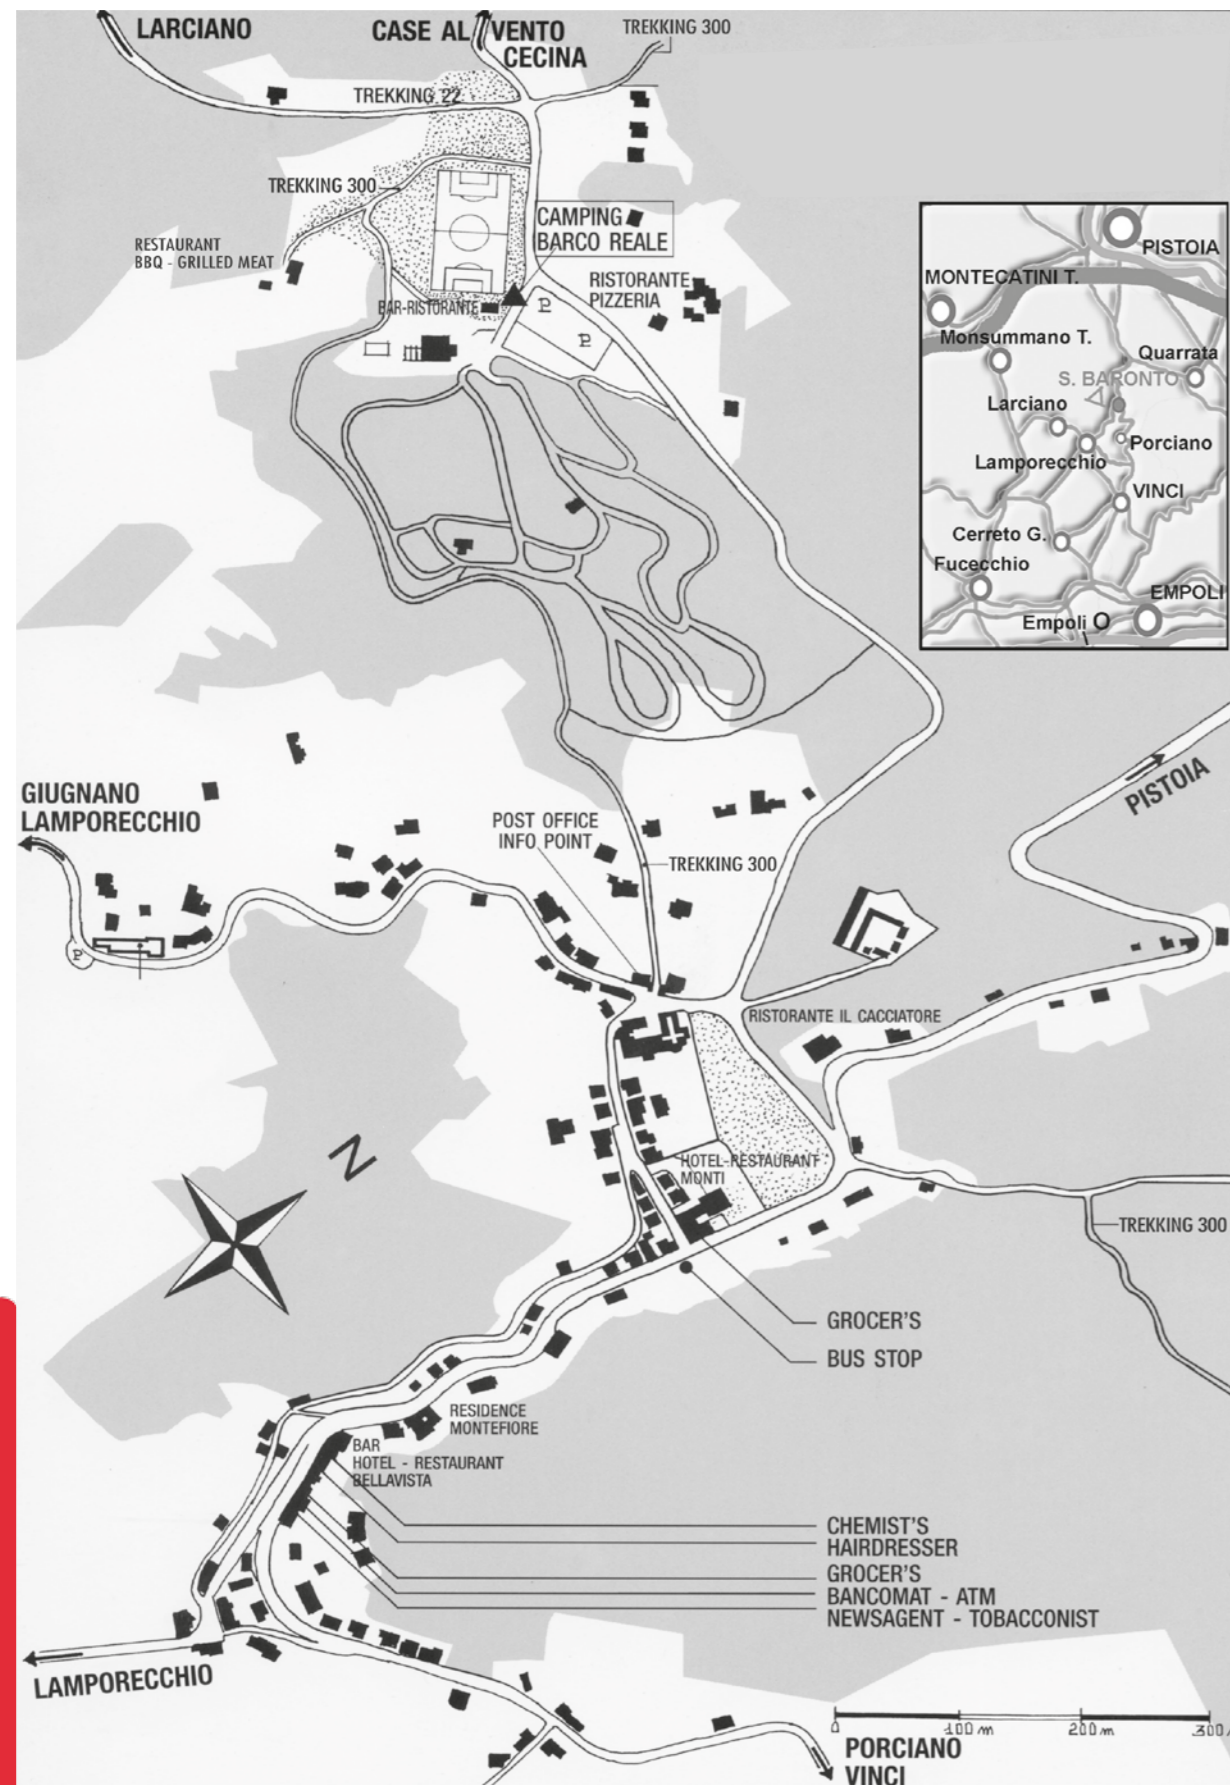 LARCIANO
CASE AL VENTO
CECINA
TREKKING 300
TREKKING 22
TREKKING 300
CAMPING
BARCO REALE
RESTAURANT
BBQ - GRILLED MEAT
RISTORANTE
PIZZERIA
BAR-RISTORANTE
P
P
PISTOIA
MONTECATINI T.
Monsummano T.
Quarrata
S. BARONTO
Larciano
Porciano
Lamporecchio
VINCI
Cerreto G.
Fucecchio
EMPOLI
Empoli O
PISTOIA
GIUGNANO
LAMPORECCHIO
POST OFFICE
INFO POINT
TREKKING 300
P
RISTORANTE IL CACCIATORE
N
HOTEL-RESTAURANT
MONTI
TREKKING 300
GROCER'S
BUS STOP
RESIDENCE
MONTEFIORE
BAR
HOTEL - RESTAURANT
BELLAVISTA
CHEMIST'S
HAIRDRESSER
GROCER'S
BANCOMAT - ATM
NEWSAGENT - TOBACCONIST
LAMPORECCHIO
0 100 m 200 m 300
PORCIANO
VINCI